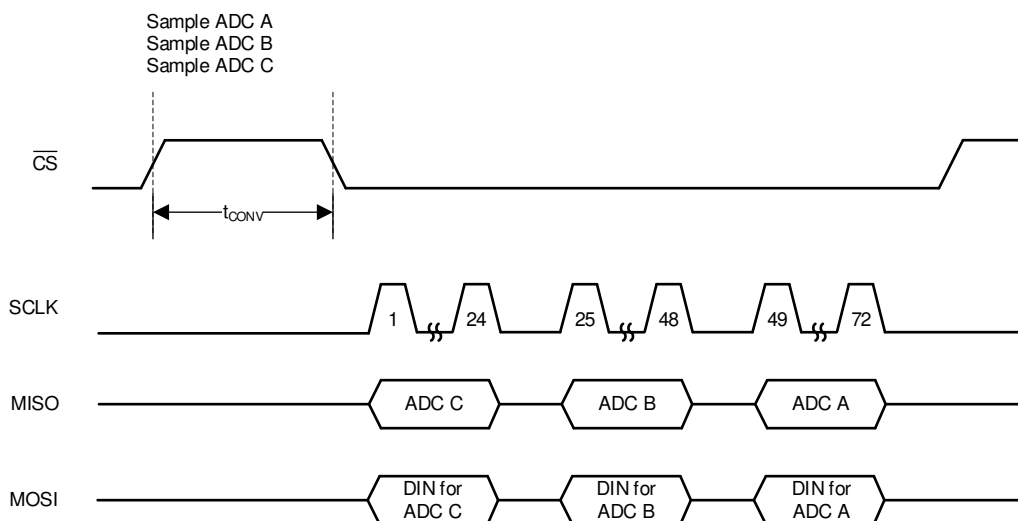 Sample ADC A
Sample ADC B
Sample ADC C
CS
tCONV
SCLK
1 24 25 48 49 72
MISO
ADC C ADC B ADC A
MOSI
DIN for ADC C
DIN for ADC B
DIN for ADC A